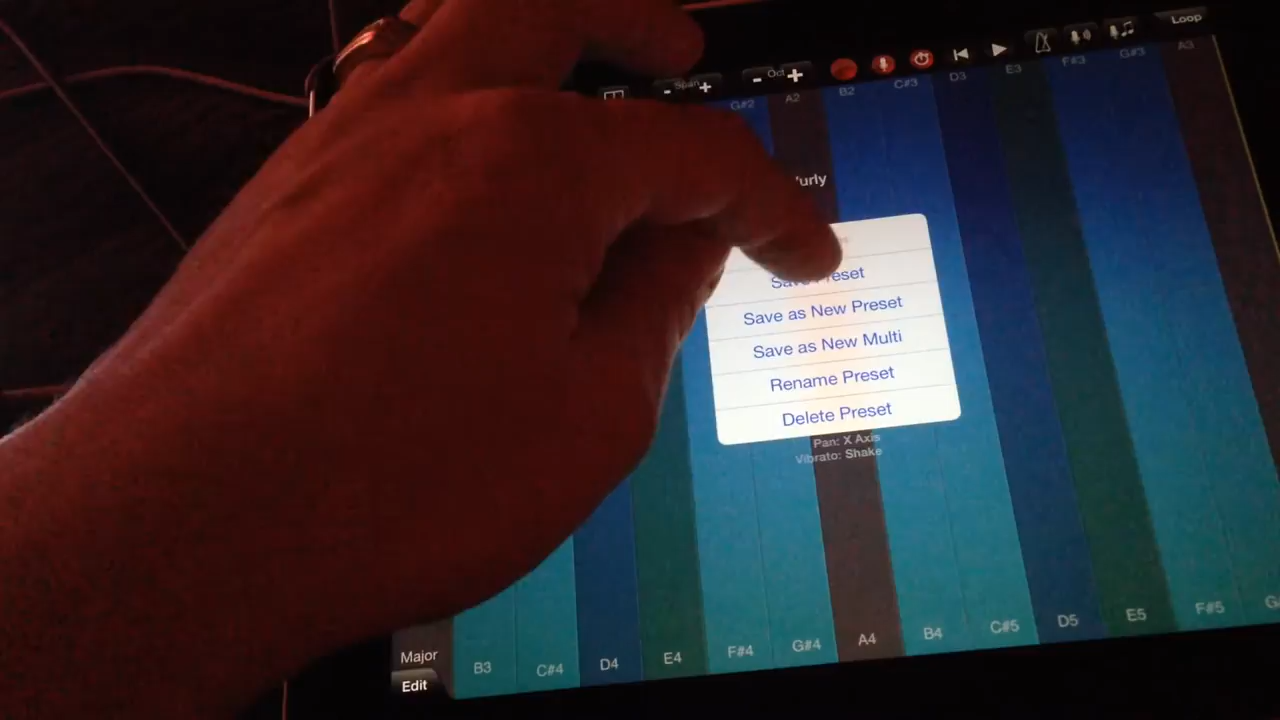 Loop
- Span +
- Oct +
G#2 A2 B2 C#3 D3 E3 F#3 G#3 A3
Save Preset
Save as New Preset
Save as New Multi
Rename Preset
Delete Preset
Pan: X Axis
Vibrato: Shake
Major B3 C#4 D4 E4 F#4 G#4 A4 B4 C#5 D5 E5 F#5
Edit